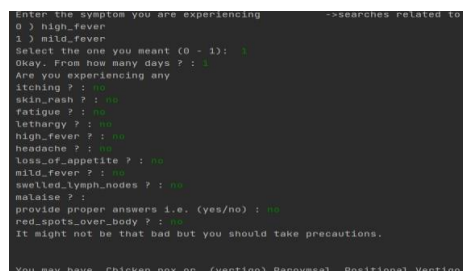 Enter the symptom you are experiencing ->searches related to
0 ) high_fever
1 ) mild_fever
Select the one you meant (0 - 1): 1
Okay. From how many days ? : 1
Are you experiencing any
itching ? : no
skin_rash ? : no
fatigue ? : no
lethargy ? : no
high_fever ? : no
headache ? : no
loss_of_appetite ? : no
mild_fever ? : no
swelled_lymph_nodes ? : no
malaise ? :
provide proper answers i.e. (yes/no) : no
red_spots_over_body ? : no
It might not be that bad but you should take precautions.
You may have Chicken pox or (vertigo) Paroymsal Positional Vertigo